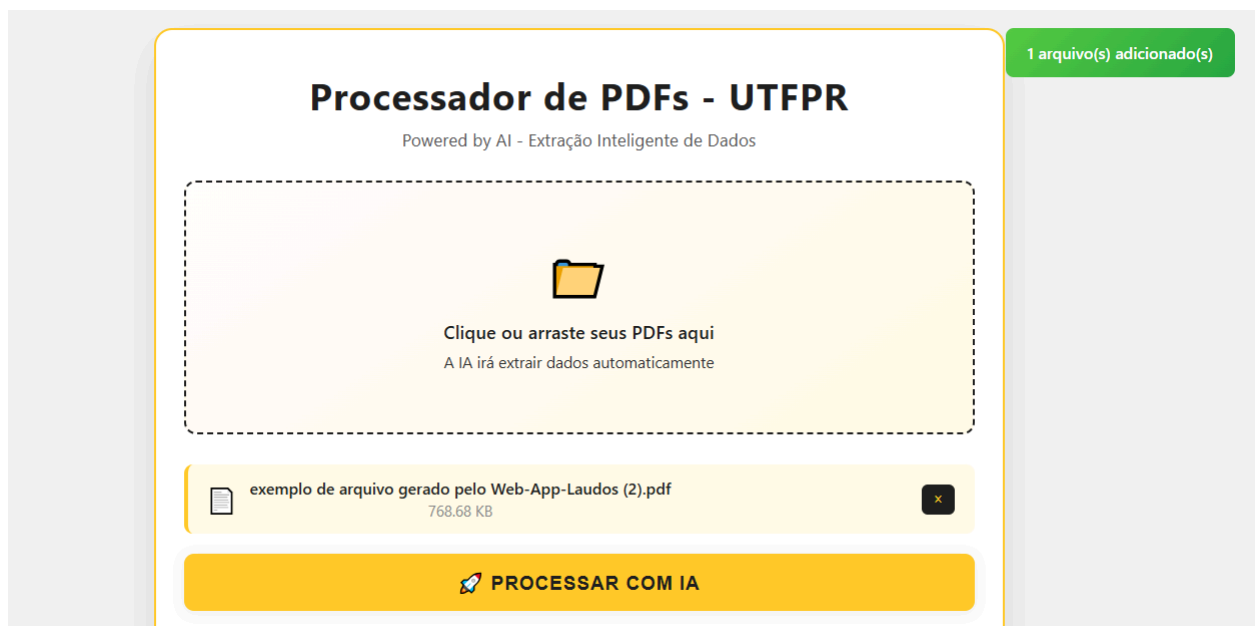 1 arquivo(s) adicionado(s)
Processador de PDFs - UTFPR
Powered by AI - Extração Inteligente de Dados
Clique ou arraste seus PDFs aqui
A IA irá extrair dados automaticamente
exemplo de arquivo gerado pelo Web-App-Laudos (2).pdf
768.68 KB
x
🚀 PROCESSAR COM IA